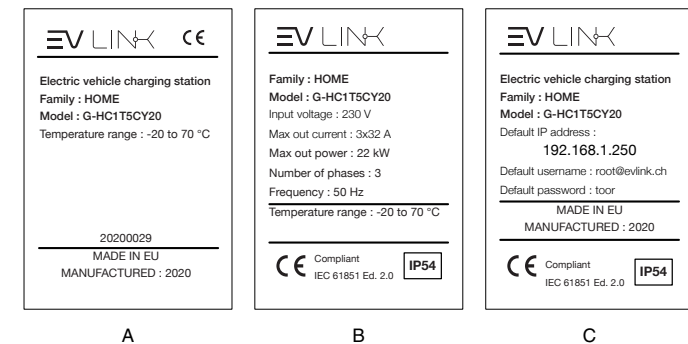 EV LINK CE
Electric vehicle charging station
Family : HOME
Model : G-HC1T5CY20
Temperature range : -20 to 70 °C
20200029
MADE IN EU
MANUFACTURED : 2020
A
EV LINK
Family : HOME
Model : G-HC1T5CY20
Input voltage : 230 V
Max out current : 3x32 A
Max out power : 22 kW
Number of phases : 3
Frequency : 50 Hz
Temperature range : -20 to 70 °C
CE Compliant
IEC 61851 Ed. 2.0
IP54
B
EV LINK
Electric vehicle charging station
Family : HOME
Model : G-HC1T5CY20
Default IP address :
192.168.1.250
Default username : root@evlink.ch
Default password : toor
MADE IN EU
MANUFACTURED : 2020
CE Compliant
IEC 61851 Ed. 2.0
IP54
C